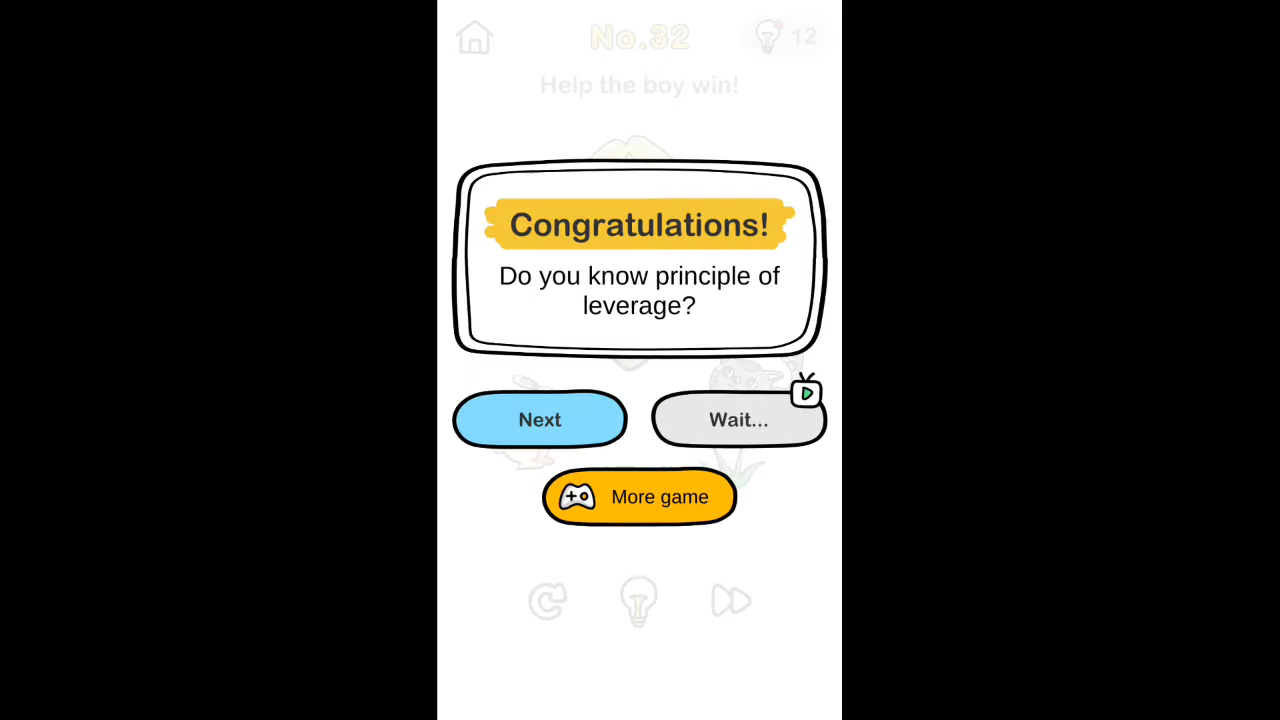 No.32
12
Help the boy win!
Congratulations!
Do you know principle of
leverage?
Next
Wait...
More game